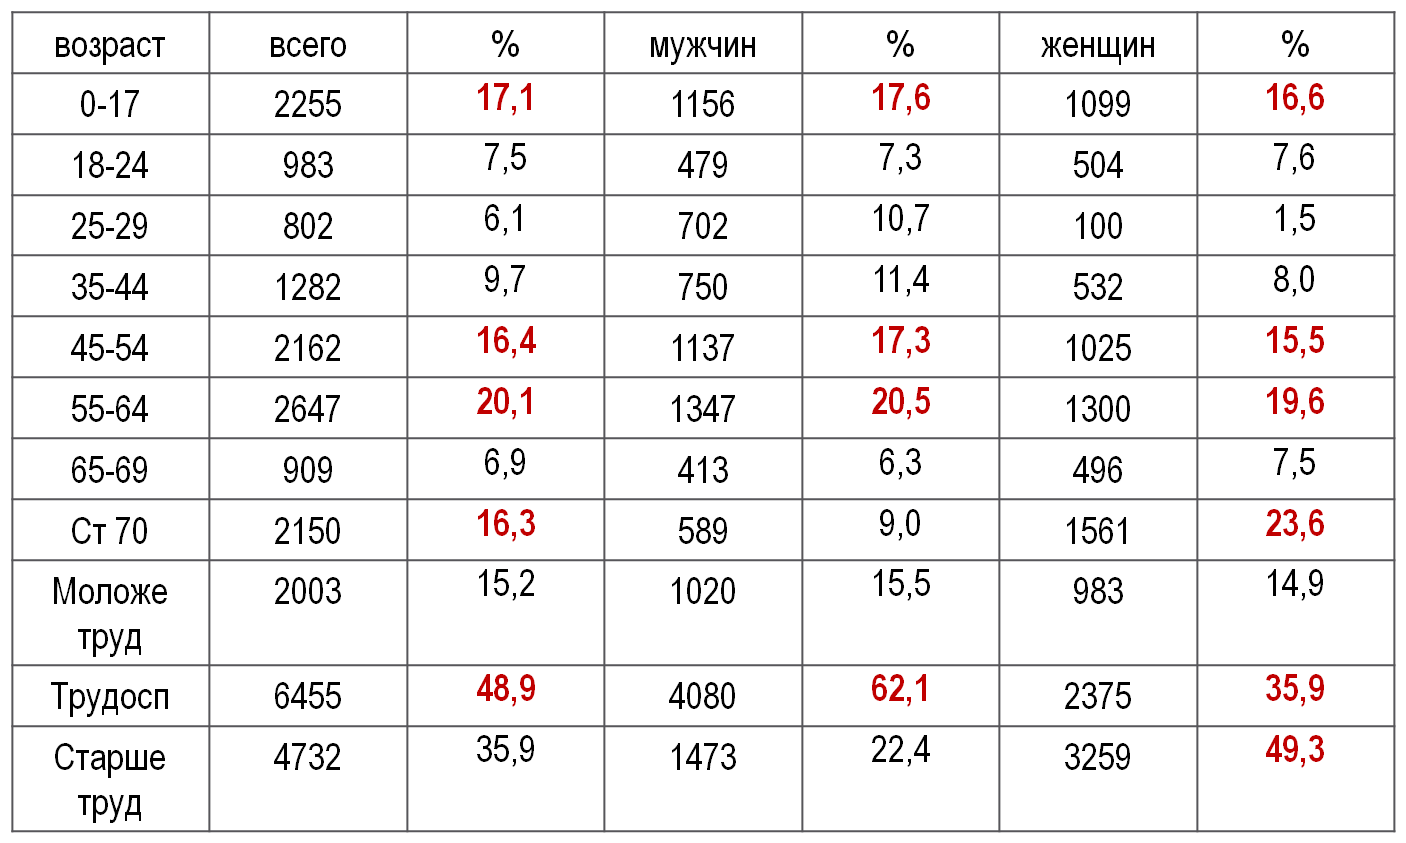 возраст всего % мужчин % женщин %
0-17 2255 17,1 1156 17,6 1099 16,6
18-24 983 7,5 479 7,3 504 7,6
25-29 802 6,1 702 10,7 100 1,5
35-44 1282 9,7 750 11,4 532 8,0
45-54 2162 16,4 1137 17,3 1025 15,5
55-64 2647 20,1 1347 20,5 1300 19,6
65-69 909 6,9 413 6,3 496 7,5
Ст 70 2150 16,3 589 9,0 1561 23,6
Моложе 2003 15,2 1020 15,5 983 14,9
труд
Трудосп 6455 48,9 4080 62,1 2375 35,9
Старше 4732 35,9 1473 22,4 3259 49,3
труд